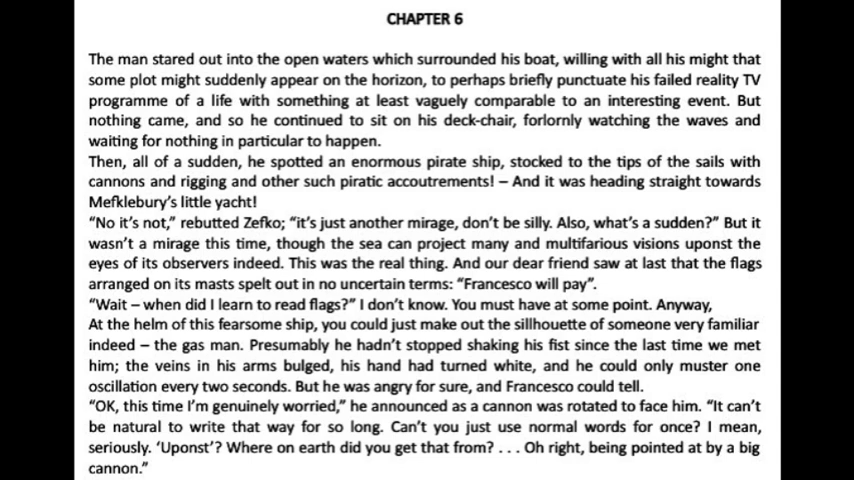 CHAPTER 6
The man stared out into the open waters which surrounded his boat, willing with all his might that
some plot might suddenly appear on the horizon, to perhaps briefly punctuate his failed reality TV
programme of a life with something at least vaguely comparable to an interesting event. But
nothing came, and so he continued to sit on his deck-chair, forlornly watching the waves and
waiting for nothing in particular to happen.
Then, all of a sudden, he spotted an enormous pirate ship, stocked to the tips of the sails with
cannons and rigging and other such piratic accoutrements! – And it was heading straight towards
Mefklebury's little yacht!
“No it's not,” rebutted Zefko; “it's just another mirage, don't be silly. Also, what's a sudden?” But it
wasn't a mirage this time, though the sea can project many and multifarious visions uponst the
eyes of its observers indeed. This was the real thing. And our dear friend saw at last that the flags
arranged on its masts spelt out in no uncertain terms: “Francesco will pay”.
“Wait – when did I learn to read flags?” I don't know. You must have at some point. Anyway,
At the helm of this fearsome ship, you could just make out the sillhouette of someone very familiar
indeed – the gas man. Presumably he hadn't stopped shaking his fist since the last time we met
him; the veins in his arms bulged, his hand had turned white, and he could only muster one
oscillation every two seconds. But he was angry for sure, and Francesco could tell.
“OK, this time I'm genuinely worried,” he announced as a cannon was rotated to face him. “It can't
be natural to write that way for so long. Can't you just use normal words for once? I mean,
seriously. ‘Uponst’? Where on earth did you get that from? . . . Oh right, being pointed at by a big
cannon.”